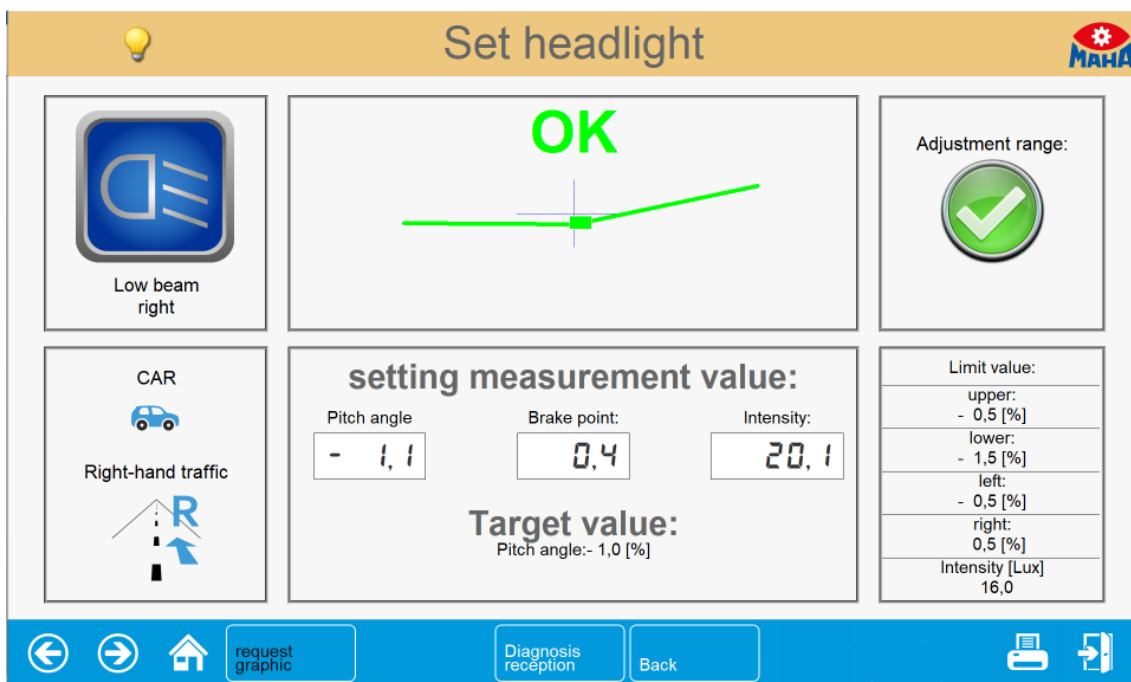 Set headlight
MAHA
Low beam
right
OK
Adjustment range:
CAR
Right-hand traffic
R
setting measurement value:
Pitch angle
Brake point:
Intensity:
- 1,1
0,4
20,1
Target value:
Pitch angle:- 1,0 [%]
Limit value:
upper:
- 0,5 [%]
lower:
- 1,5 [%]
left:
- 0,5 [%]
right:
0,5 [%]
Intensity [Lux]
16,0
request
graphic
Diagnosis
reception
Back